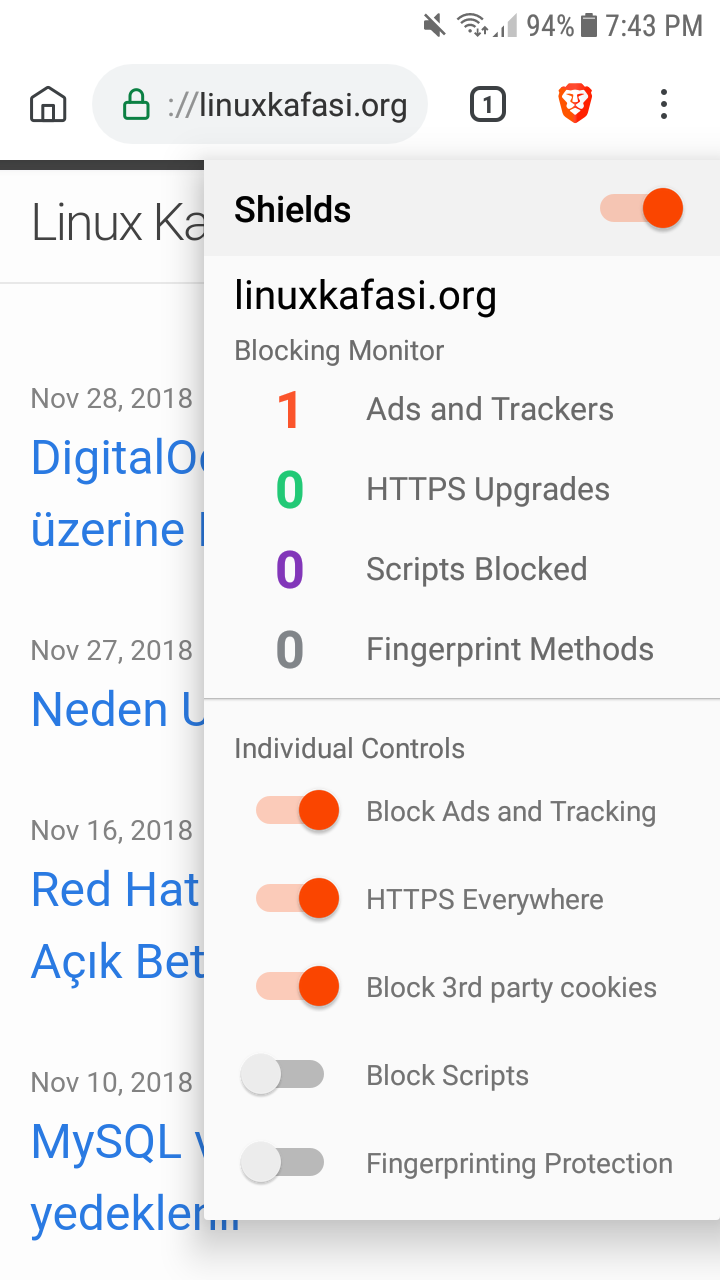 94% 7:43 PM
://linuxkafasi.org
1
Linux Ka
Shields
linuxkafasi.org
Blocking Monitor
1 Ads and Trackers
0 HTTPS Upgrades
0 Scripts Blocked
0 Fingerprint Methods
Individual Controls
Block Ads and Tracking
HTTPS Everywhere
Block 3rd party cookies
Block Scripts
Fingerprinting Protection
Nov 28, 2018
DigitalOc
üzerine
Nov 27, 2018
Neden U
Nov 16, 2018
Red Hat
Açık Bet
Nov 10, 2018
MySQL